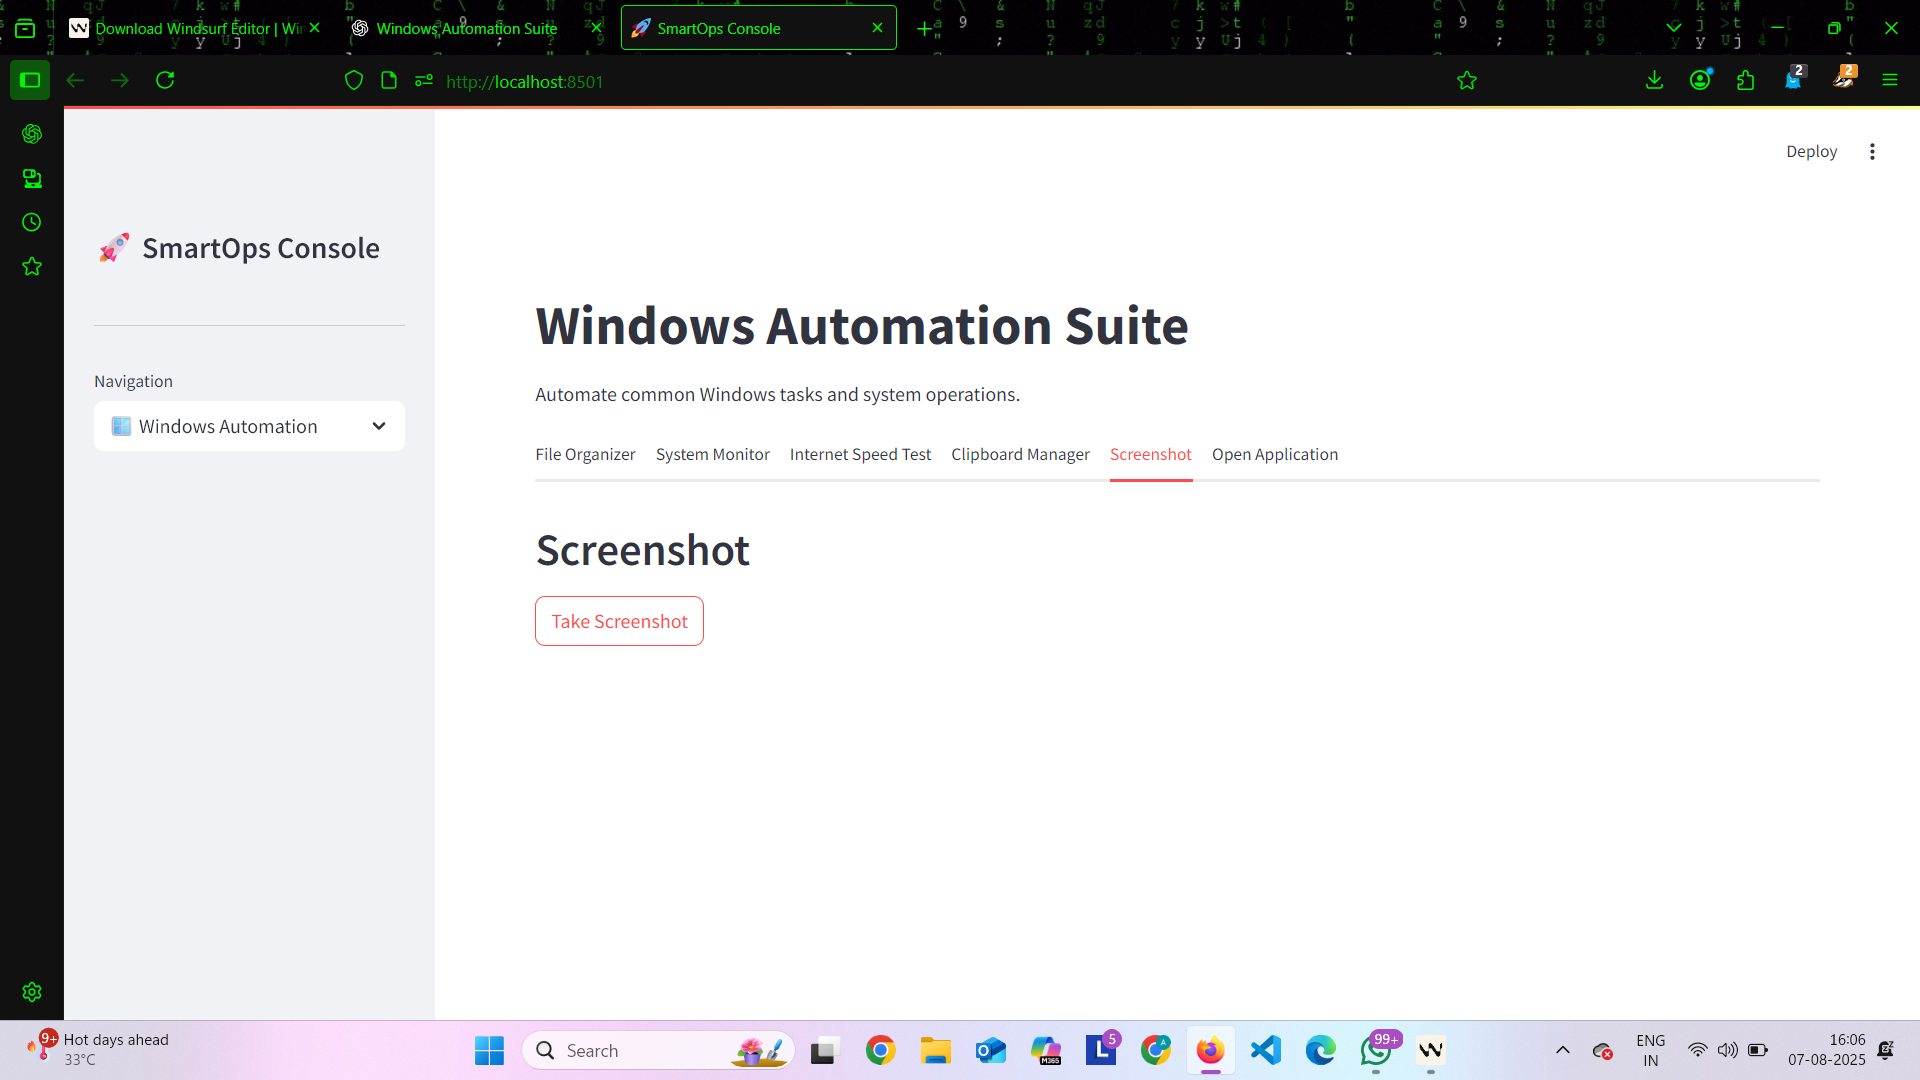 Download Windsurf Editor | Wi
Windows Automation Suite
SmartOps Console
http://localhost:8501
2
2
Deploy
SmartOps Console
Navigation
Windows Automation
Windows Automation Suite
Automate common Windows tasks and system operations.
File Organizer
System Monitor
Internet Speed Test
Clipboard Manager
Screenshot
Open Application
Screenshot
Take Screenshot
9+
Hot days ahead
33°C
Search
M365
L
5
A
99+
ENG
IN
16:06
07-08-2025